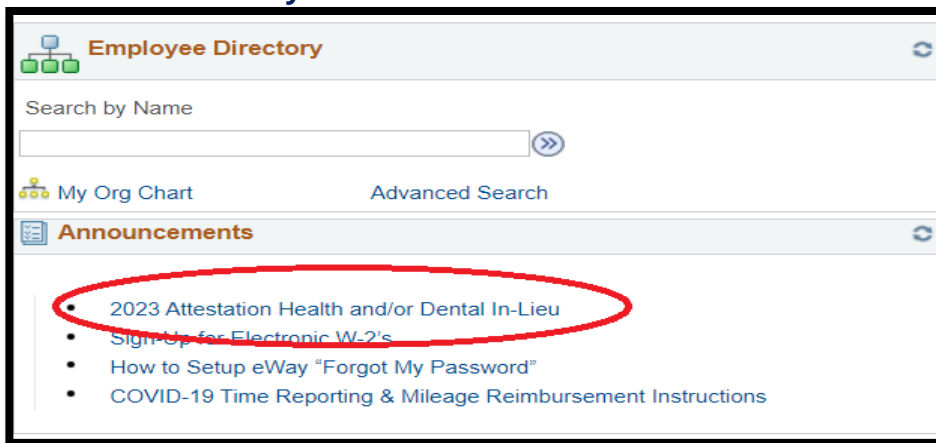 Employee Directory
Search by Name
My Org Chart Advanced Search
Announcements
• 2023 Attestation Health and/or Dental In-Lieu
• Sign-Up for Electronic W-2's
• How to Setup eWay “Forgot My Password”
• COVID-19 Time Reporting & Mileage Reimbursement Instructions